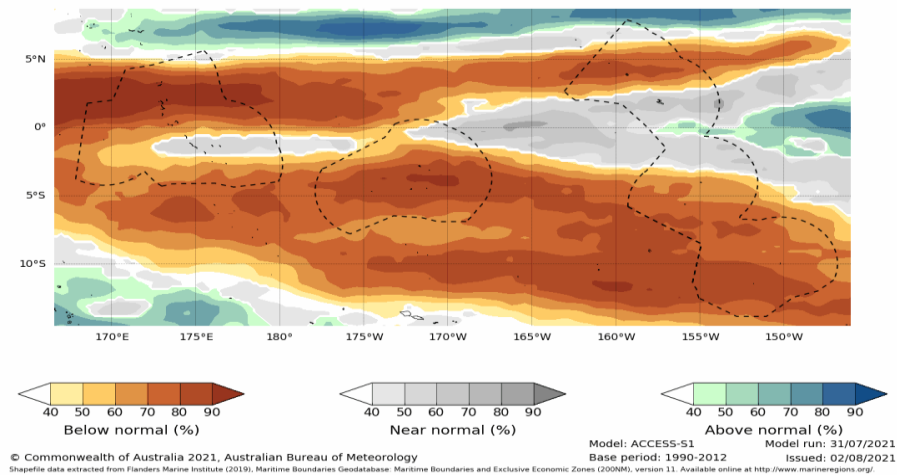 5°N
0°
5°S
10°S
170°E 175°E 180° 175°W 170°W 165°W 160°W 155°W 150°W
40 50 60 70 80 90
Below normal (%)
40 50 60 70 80 90
Near normal (%)
40 50 60 70 80 90
Above normal (%)
Model: ACCESS-S1 Model run: 31/07/2021
© Commonwealth of Australia 2021, Australian Bureau of Meteorology Base period: 1990-2012 Issued: 02/08/2021
Shapefile data extracted from Flanders Marine Institute (2019), Maritime Boundaries Geodatabase: Maritime Boundaries and Exclusive Economic Zones (200NM), version 11. Available online at http://www.marineregions.org/.